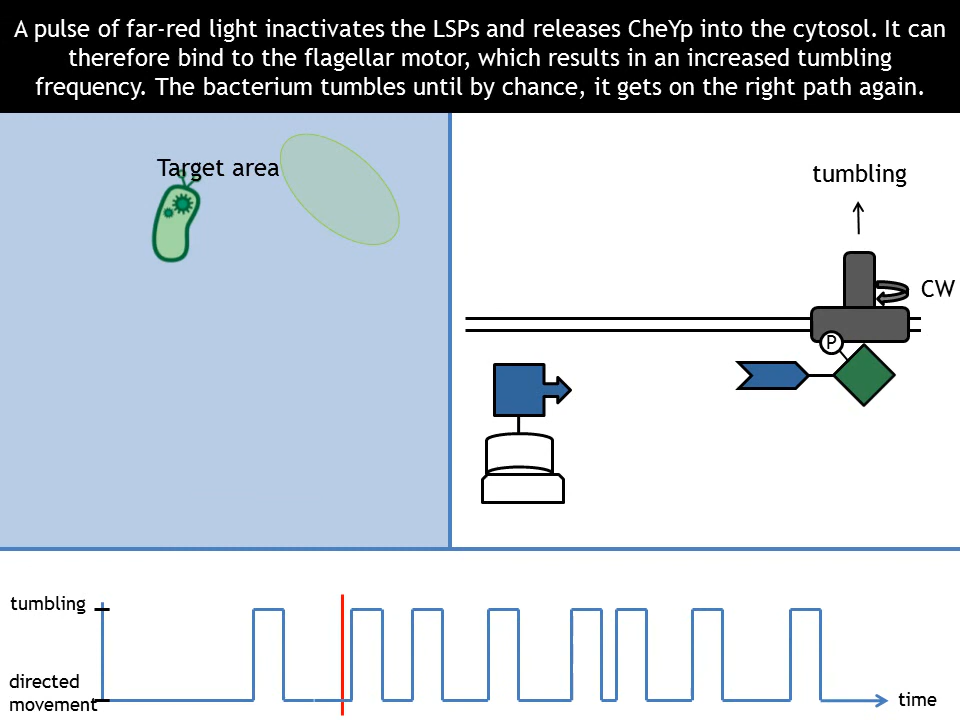 A pulse of far-red light inactivates the LSPs and releases CheYp into the cytosol. It can
therefore bind to the flagellar motor, which results in an increased tumbling
frequency. The bacterium tumbles until by chance, it gets on the right path again.
Target area
tumbling
CW
P
tumbling
directed
movement
time